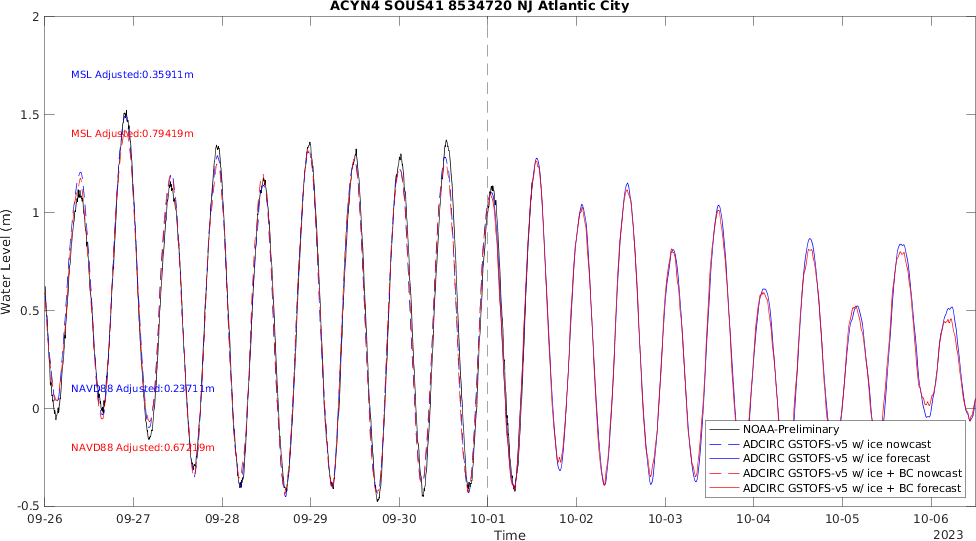 ACYN4 SOUS41 8534720 NJ Atlantic City
2
1.5
1
0.5
0
-0.5
Water Level (m)
MSL Adjusted:0.35911m
MSL Adjusted:0.79419m
NAVD88 Adjusted:0.23711m
NAVD88 Adjusted:0.67219m
NOAA-Preliminary
ADCIRC GSTOFS-v5 w/ ice nowcast
ADCIRC GSTOFS-v5 w/ ice forecast
ADCIRC GSTOFS-v5 w/ ice + BC nowcast
ADCIRC GSTOFS-v5 w/ ice + BC forecast
09-26 09-27 09-28 09-29 09-30 10-01 10-02 10-03 10-04 10-05 10-06
Time
2023